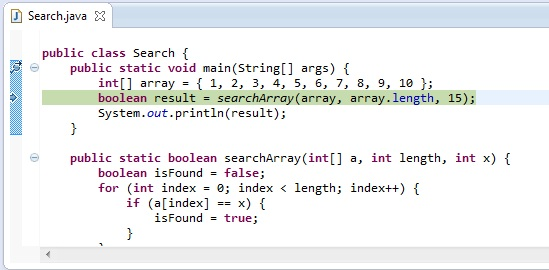 Search.java
public class Search {
public static void main(String[] args) {
int[] array = { 1, 2, 3, 4, 5, 6, 7, 8, 9, 10 };
boolean result = searchArray(array, array.length, 15);
System.out.println(result);
}
public static boolean searchArray(int[] a, int length, int x) {
boolean isFound = false;
for (int index = 0; index < length; index++) {
if (a[index] == x) {
isFound = true;
}